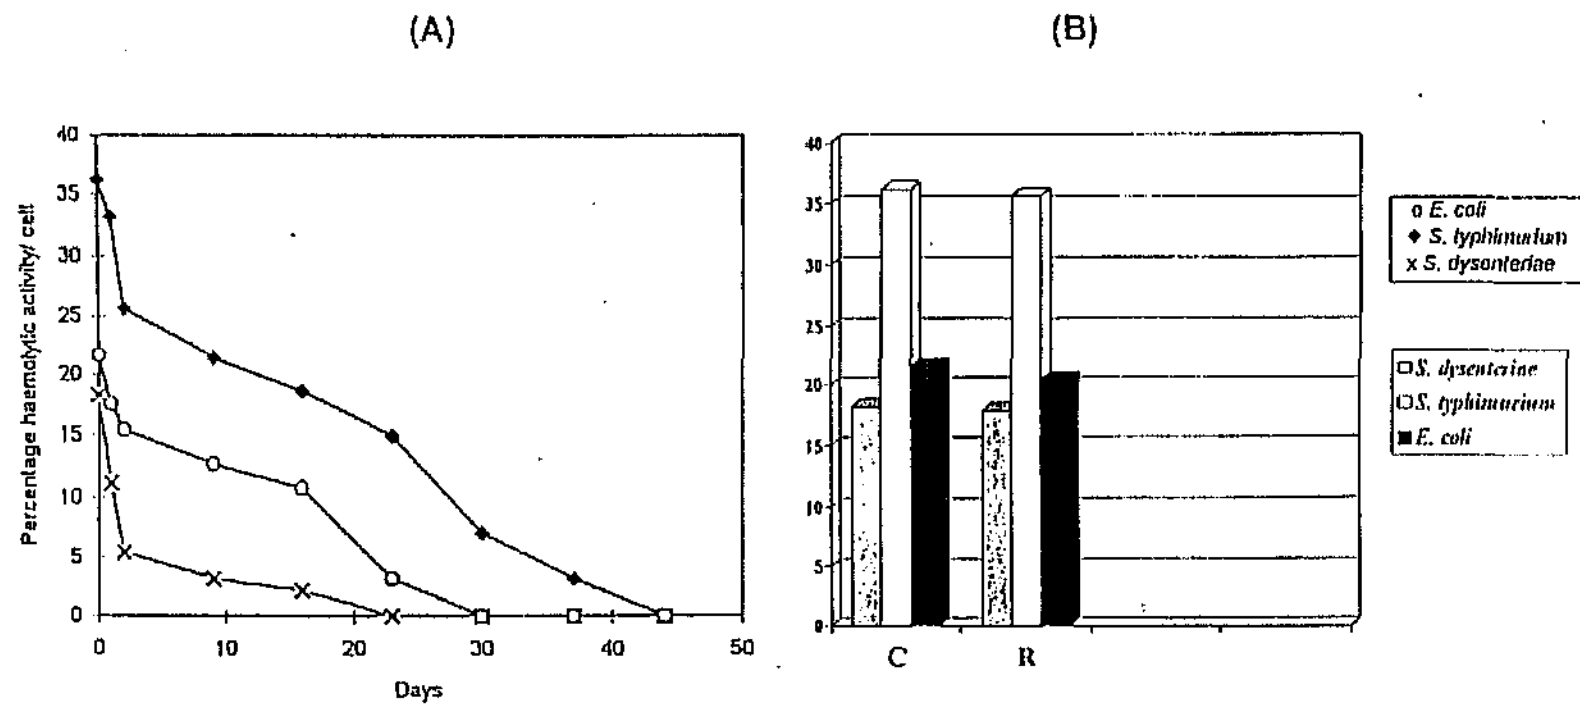 (A)
(B)
Percentage haemolytic activity/ cell
40
35
30
25
20
15
10
5
0
0 10 20 30 40 50
Days
40
35
30
25
20
15
10
5
0
C R
E. coli
S. typhimurium
S. dysenteriae
S. dysenteriae
S. typhimurium
E. coli